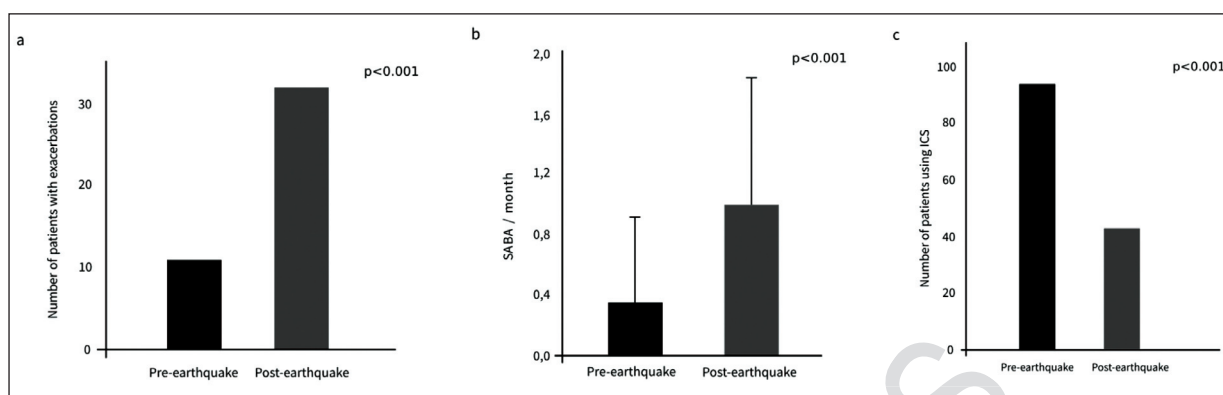 a
p<0.001
Number of patients with exacerbations
30
20
10
0
Pre-earthquake Post-earthquake
b
p<0.001
SABA / month
2,0
1,6
1,2
0,8
0,4
0,0
Pre-earthquake Post-earthquake
c
p<0.001
Number of patients using ICS
100
80
60
40
20
0
Pre-earthquake Post-earthquake